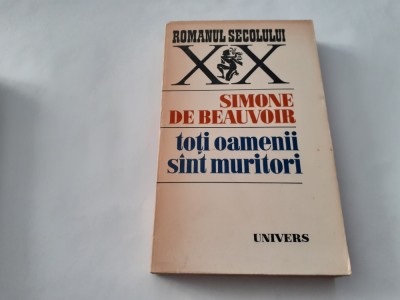 ROMANUL SECOLULUI
XX
SIMONE
DE BEAUVOIR
toți oamenii
sînt muritori
UNIVERS